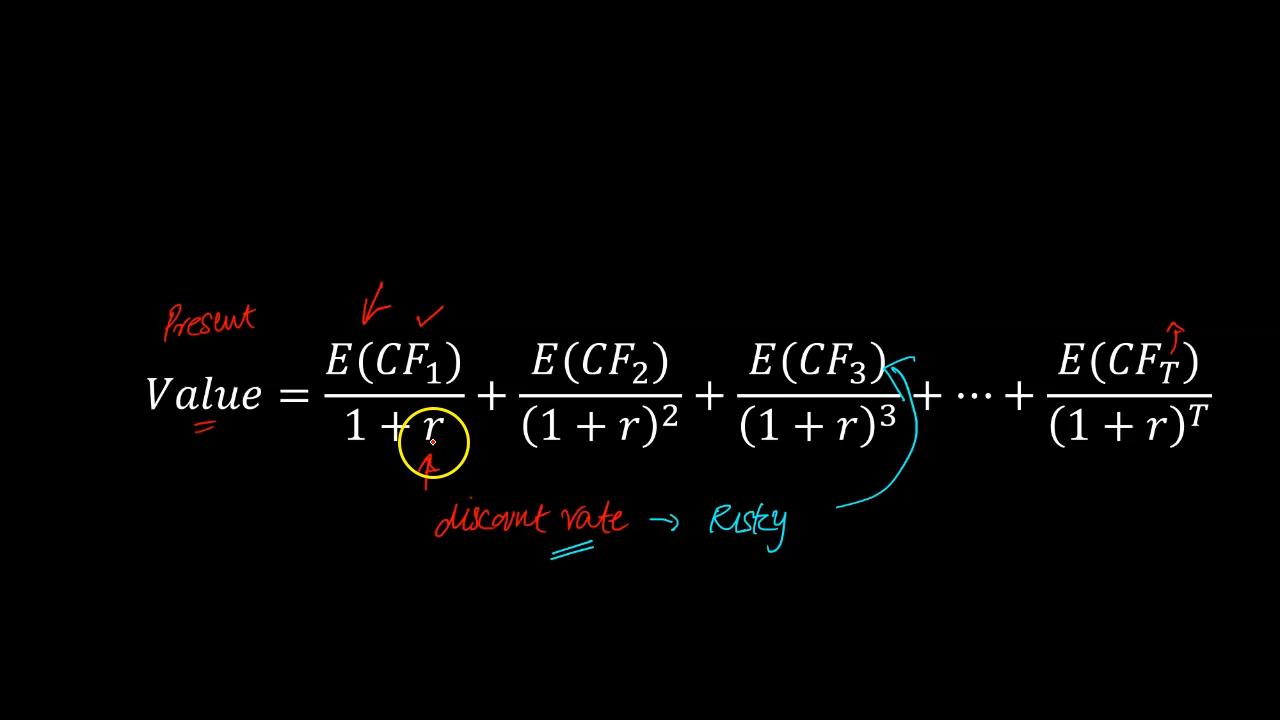 Present
Value = E(CF₁)/(1 + r) + E(CF₂)/(1 + r)² + E(CF₃)/(1 + r)³ + ⋯ + E(CF_T)/(1 + r)^T
discount rate → Risky